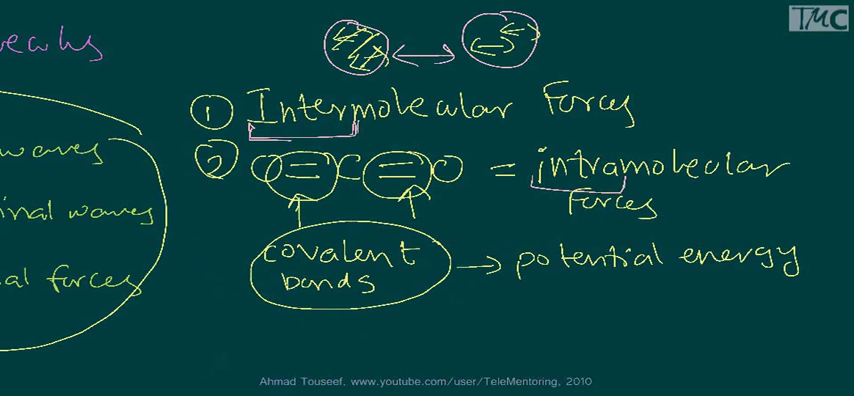 TMC
① Intermolecular Forces
② O=C=O = intramolecular
Forces
covalent → potential energy
bonds
waves
inal waves
al forces
Ahmad Touseef, www.youtube.com/user/TeleMentoring, 2010